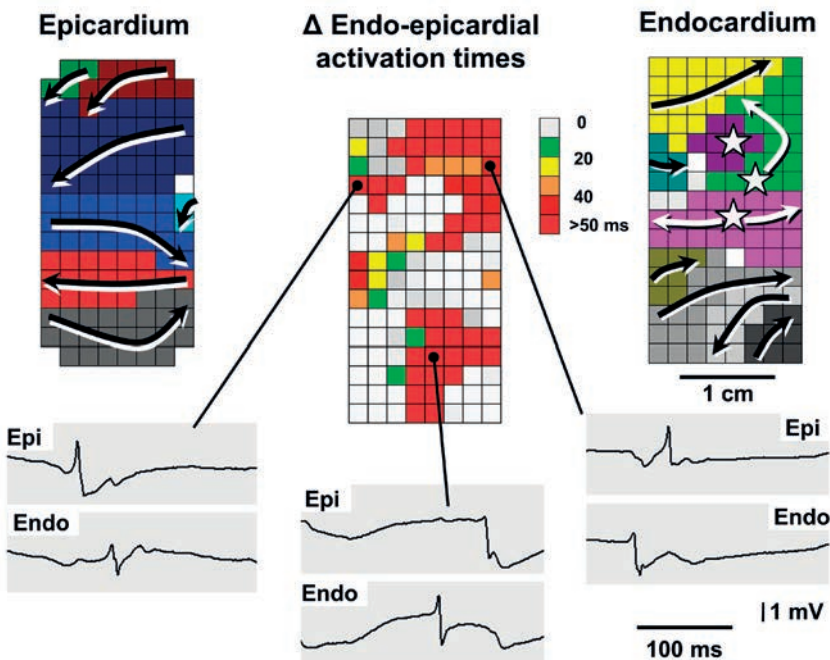 Epicardium
Δ Endo-epicardial
activation times
Endocardium
0
20
40
>50 ms
1 cm
Epi
Endo
Epi
Endo
Epi
Endo
1 mV
100 ms